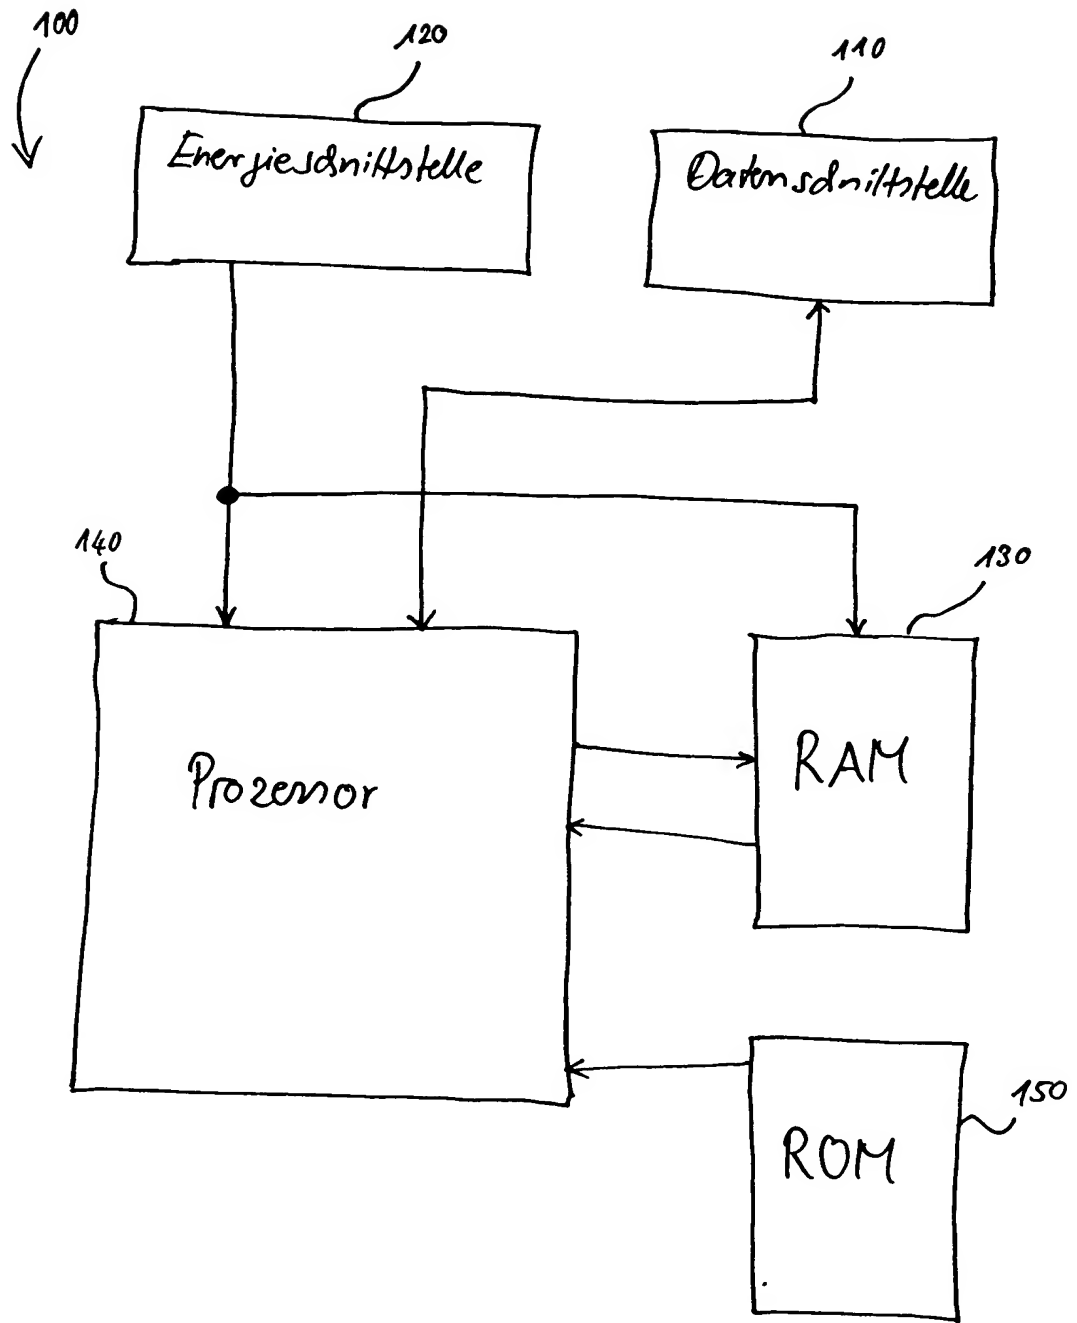 100
120
110
Energieschnittstelle
Datenschnittstelle
140
130
Prozessor
RAM
150
ROM